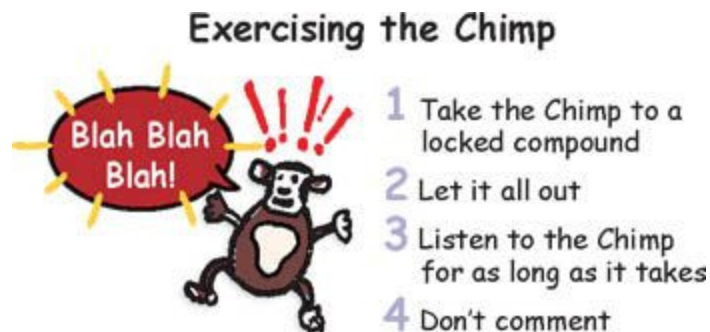 Exercising the Chimp
Blah Blah
Blah!
1 Take the Chimp to a
locked compound
2 Let it all out
3 Listen to the Chimp
for as long as it takes
4 Don't comment